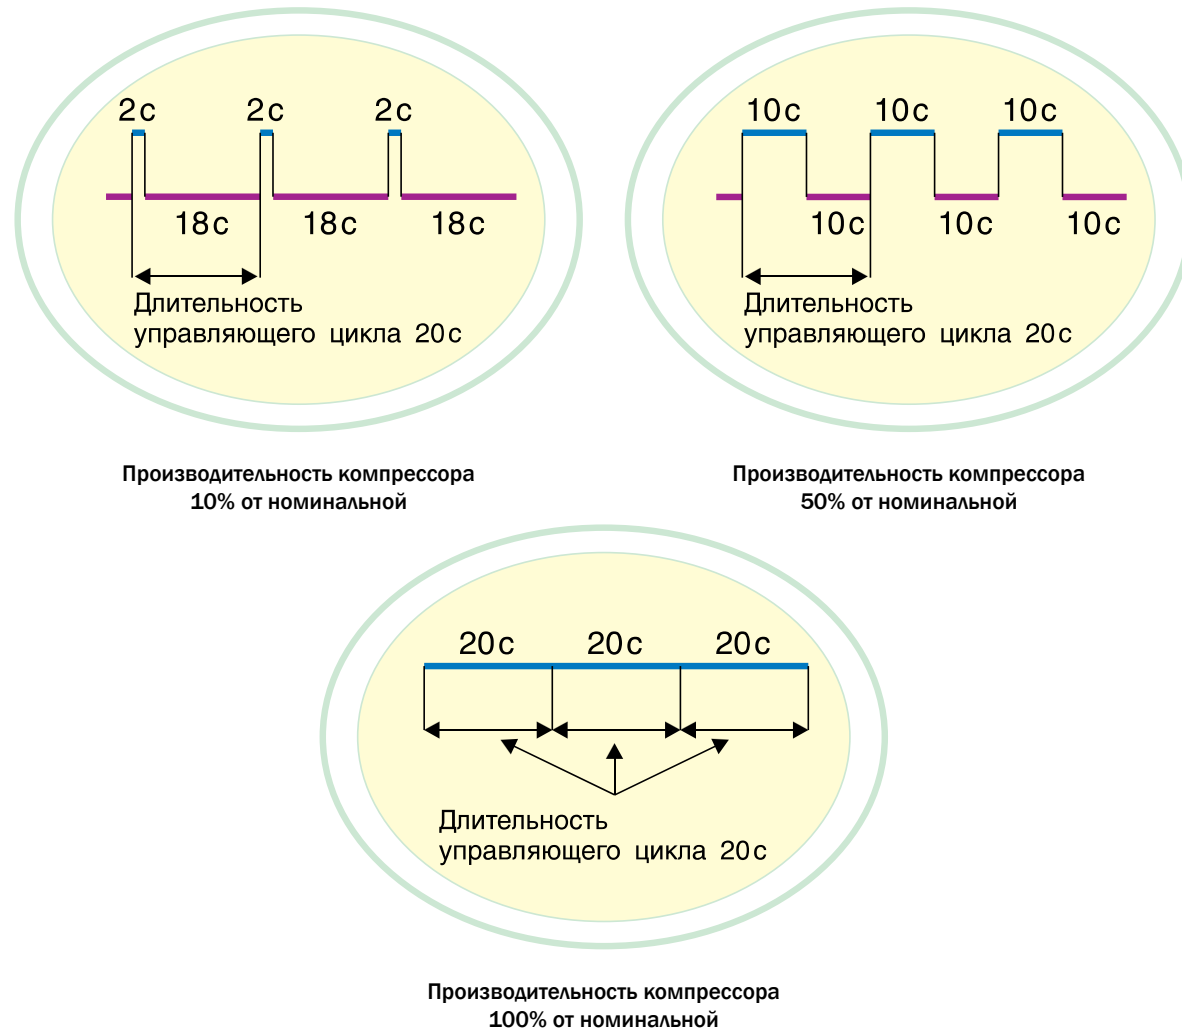 2с 2с 2с
18с 18с 18с
Длительность
управляющего цикла 20с
Производительность компрессора
10% от номинальной
10с 10с 10с
10с 10с 10с
Длительность
управляющего цикла 20с
Производительность компрессора
50% от номинальной
20с 20с 20с
Длительность
управляющего цикла 20с
Производительность компрессора
100% от номинальной